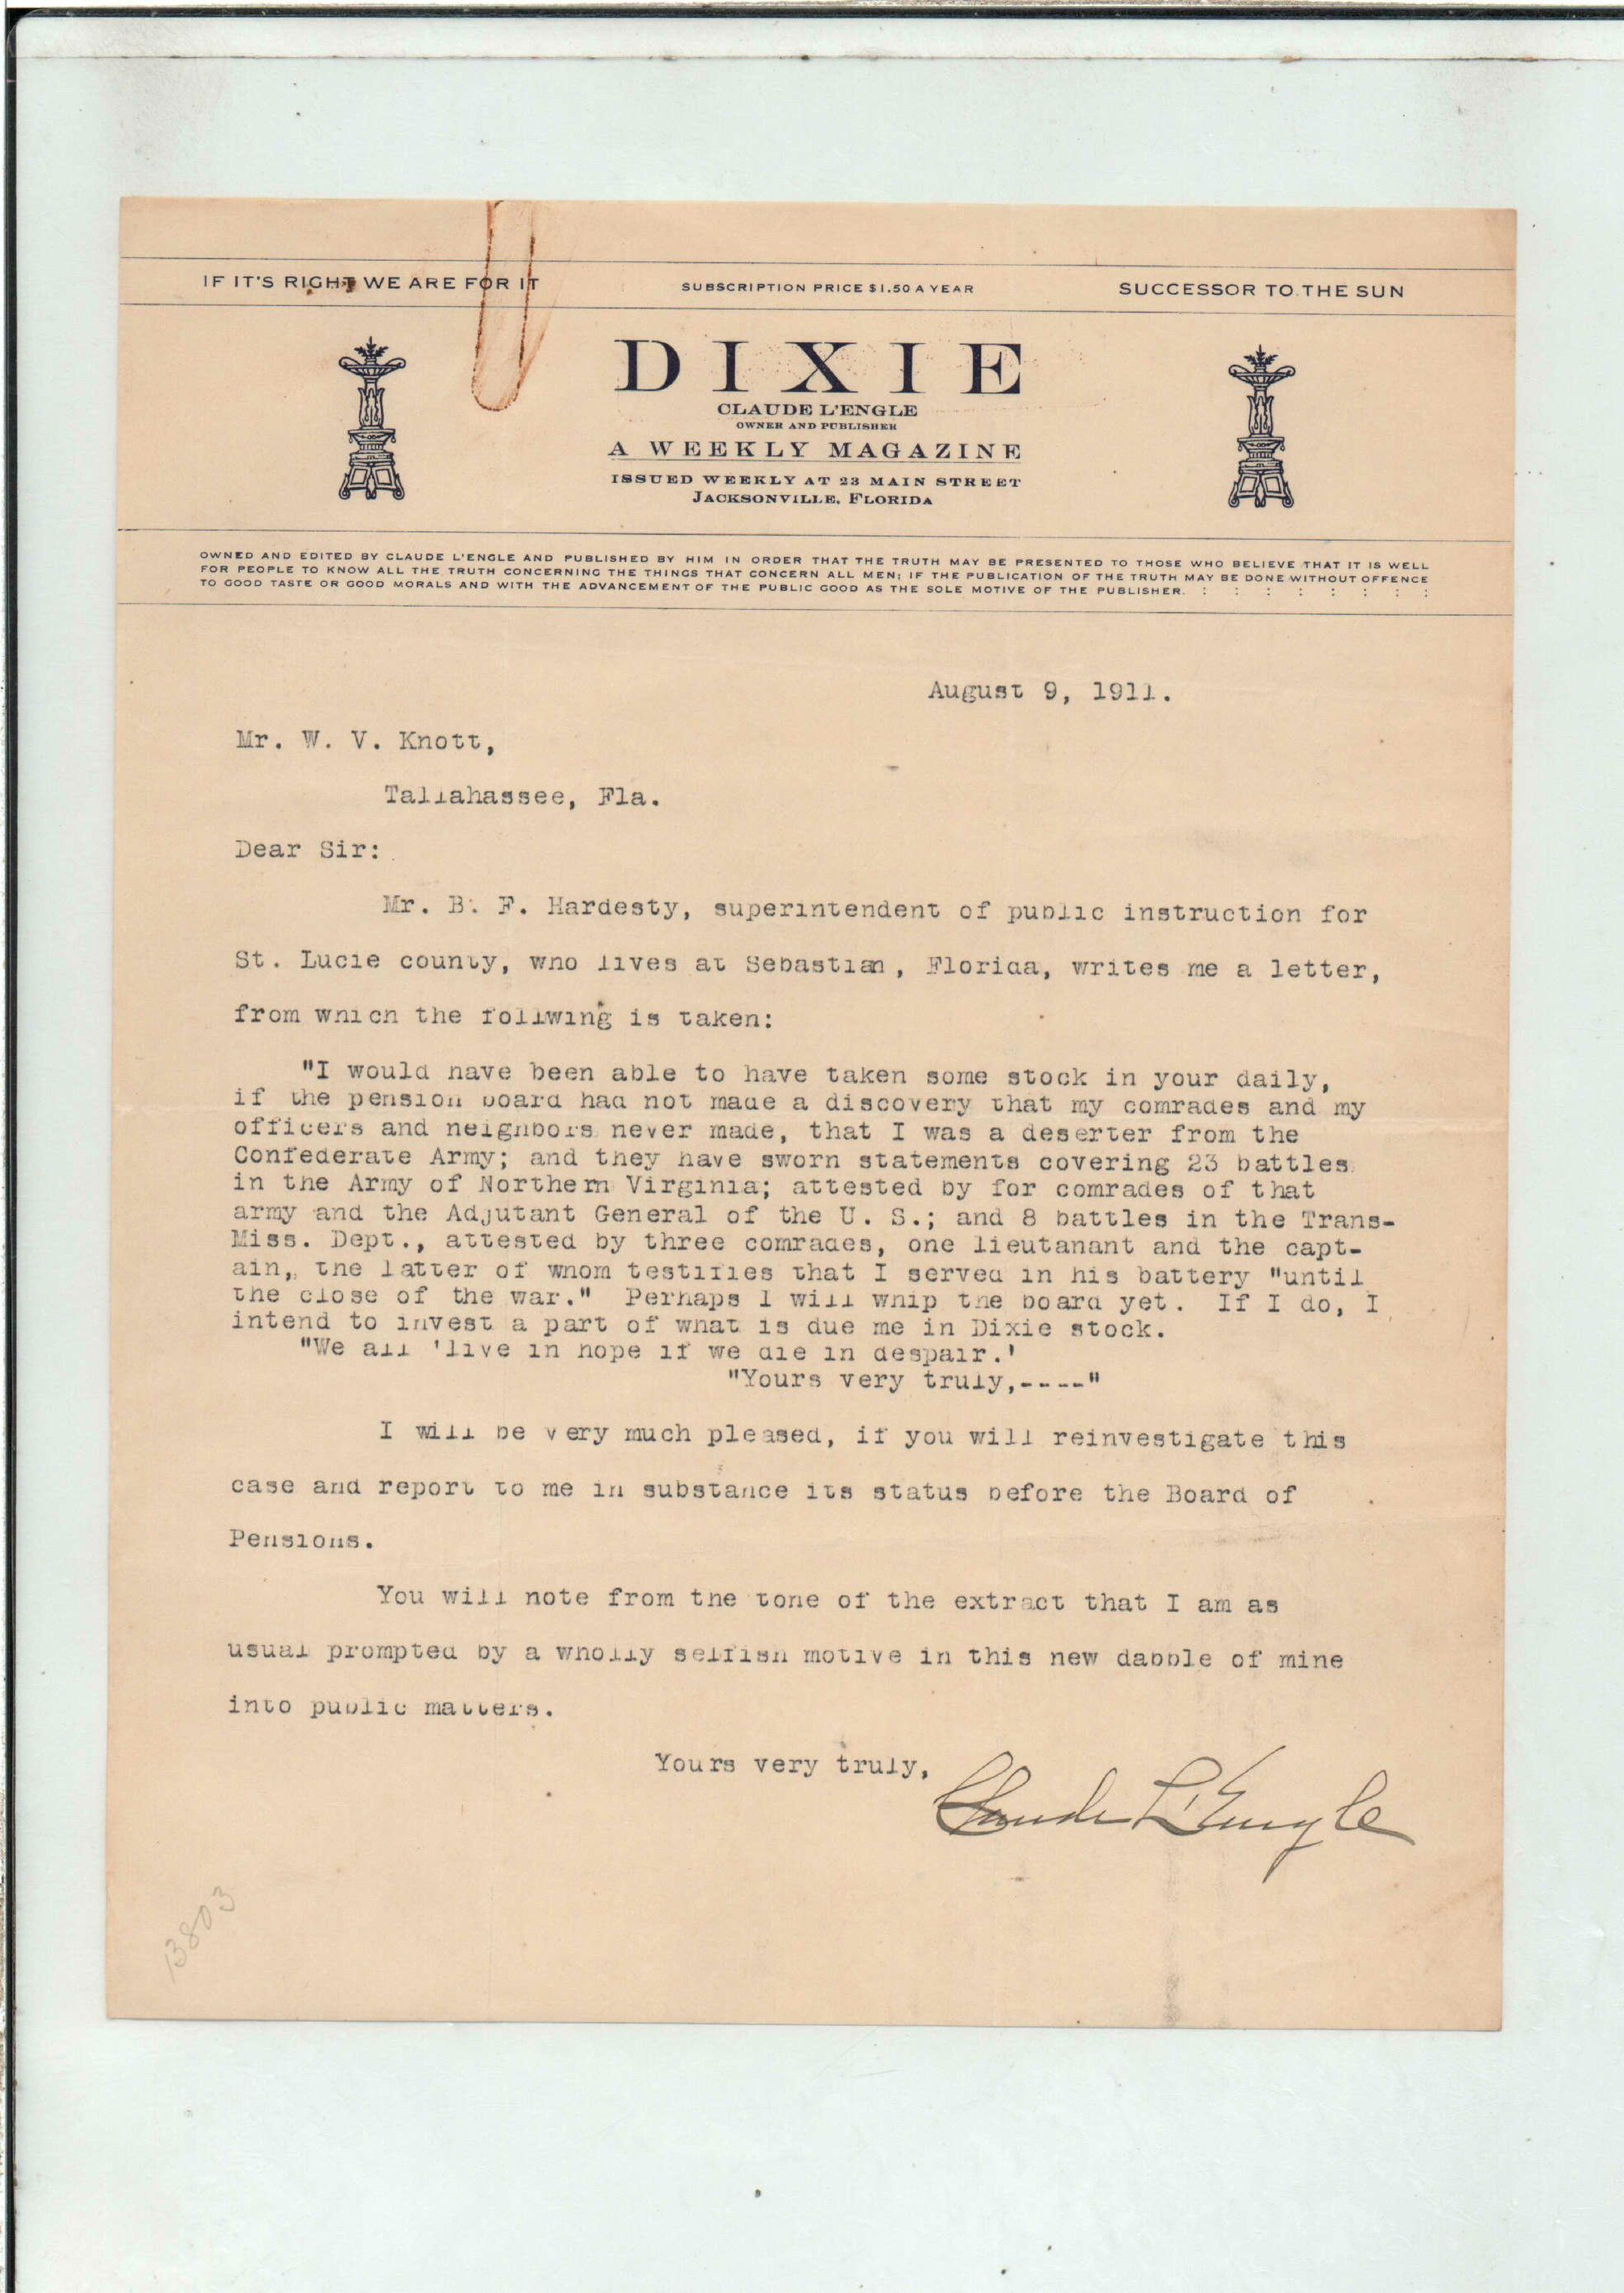 IF IT'S RIGHT WE ARE FOR IT
SUBSCRIPTION PRICE $1.50 A YEAR
SUCCESSOR TO THE SUN
DIXIE
CLAUDE L'ENGLE
OWNER AND PUBLISHER
A WEEKLY MAGAZINE
ISSUED WEEKLY AT 23 MAIN STREET
JACKSONVILLE, FLORIDA
OWNED AND EDITED BY CLAUDE L'ENGLE AND PUBLISHED BY HIM IN ORDER THAT THE TRUTH MAY BE PRESENTED TO THOSE WHO BELIEVE THAT IT IS WELL
FOR PEOPLE TO KNOW ALL THE TRUTH CONCERNING THE THINGS THAT CONCERN ALL MEN; IF THE PUBLICATION OF THE TRUTH MAY BE DONE WITHOUT OFFENCE
TO GOOD TASTE OR GOOD MORALS AND WITH THE ADVANCEMENT OF THE PUBLIC GOOD AS THE SOLE MOTIVE OF THE PUBLISHER. : : : : : : : :
August 9, 1911.
Mr. W. V. Knott,
Tallahassee, Fla.
Dear Sir:
Mr. B. F. Hardesty, superintendent of public instruction for
St. Lucie county, who lives at Sebastian, Florida, writes me a letter,
from which the follwing is taken:
"I would have been able to have taken some stock in your daily,
if the pension board had not made a discovery that my comrades and my
officers and neighbors never made, that I was a deserter from the
Confederate Army; and they have sworn statements covering 23 battles
in the Army of Northern Virginia; attested by for comrades of that
army and the Adjutant General of the U. S.; and 8 battles in the Trans-
Miss. Dept., attested by three comrades, one lieutanant and the capt-
ain, the latter of whom testifies that I served in his battery "until
the close of the war." Perhaps I will whip the board yet. If I do, I
intend to invest a part of what is due me in Dixie stock.
"We all 'live in hope if we die in despair.'
"Yours very truly,----"
I will be very much pleased, if you will reinvestigate this
case and report to me in substance its status before the Board of
Pensions.
You will note from the tone of the extract that I am as
usual prompted by a wholly selfish motive in this new dabble of mine
into public matters.
Yours very truly,
Claude L'Engle
13803